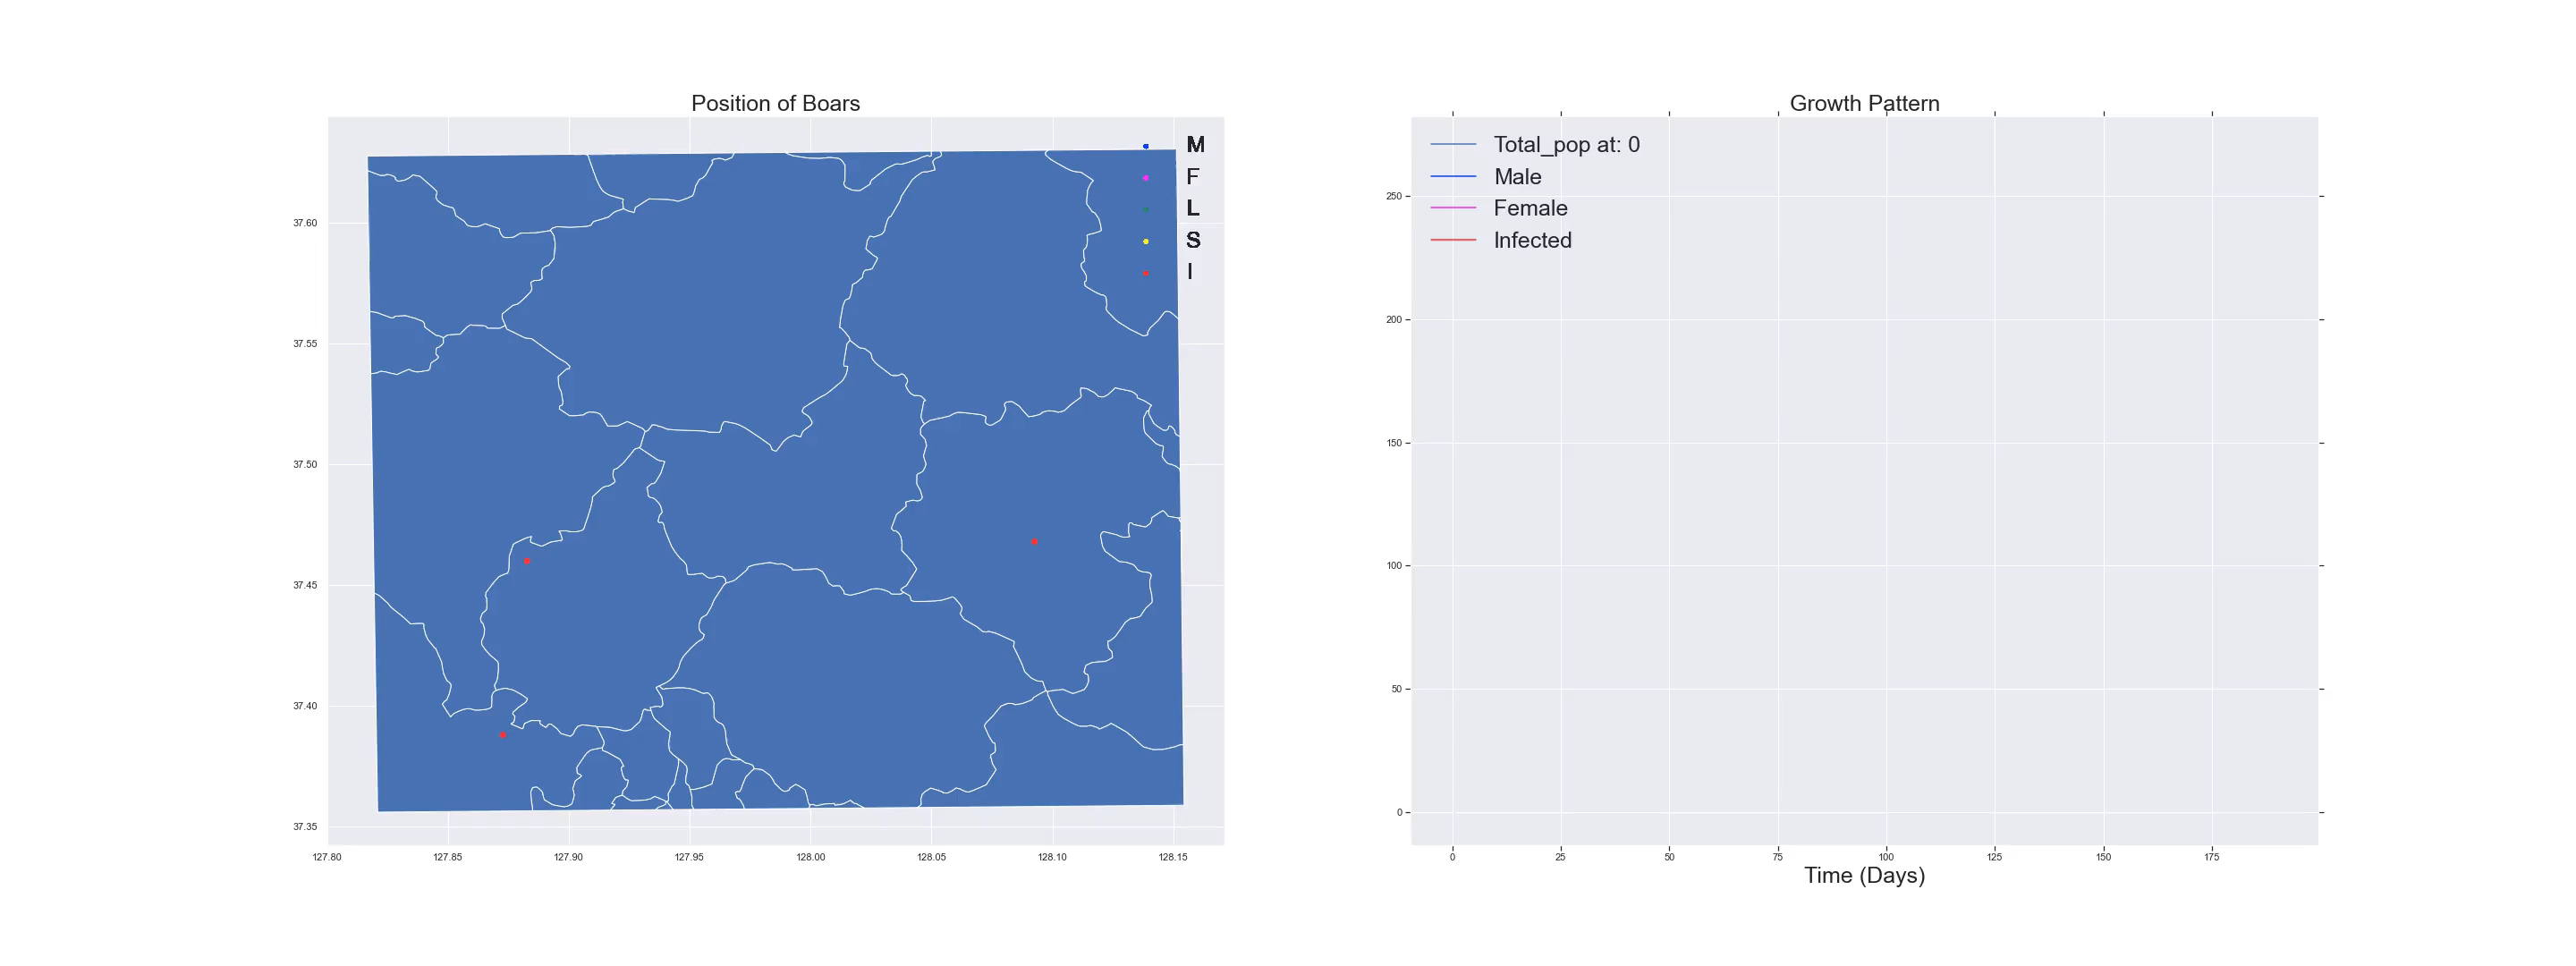 Position of Boars
M
F
L
S
I
37.60
37.55
37.50
37.45
37.40
37.35
127.80 127.85 127.90 127.95 128.00 128.05 128.10 128.15
Growth Pattern
Total_pop at: 0
Male
Female
Infected
250
200
150
100
50
0
0 25 50 75 100 125 150 175
Time (Days)